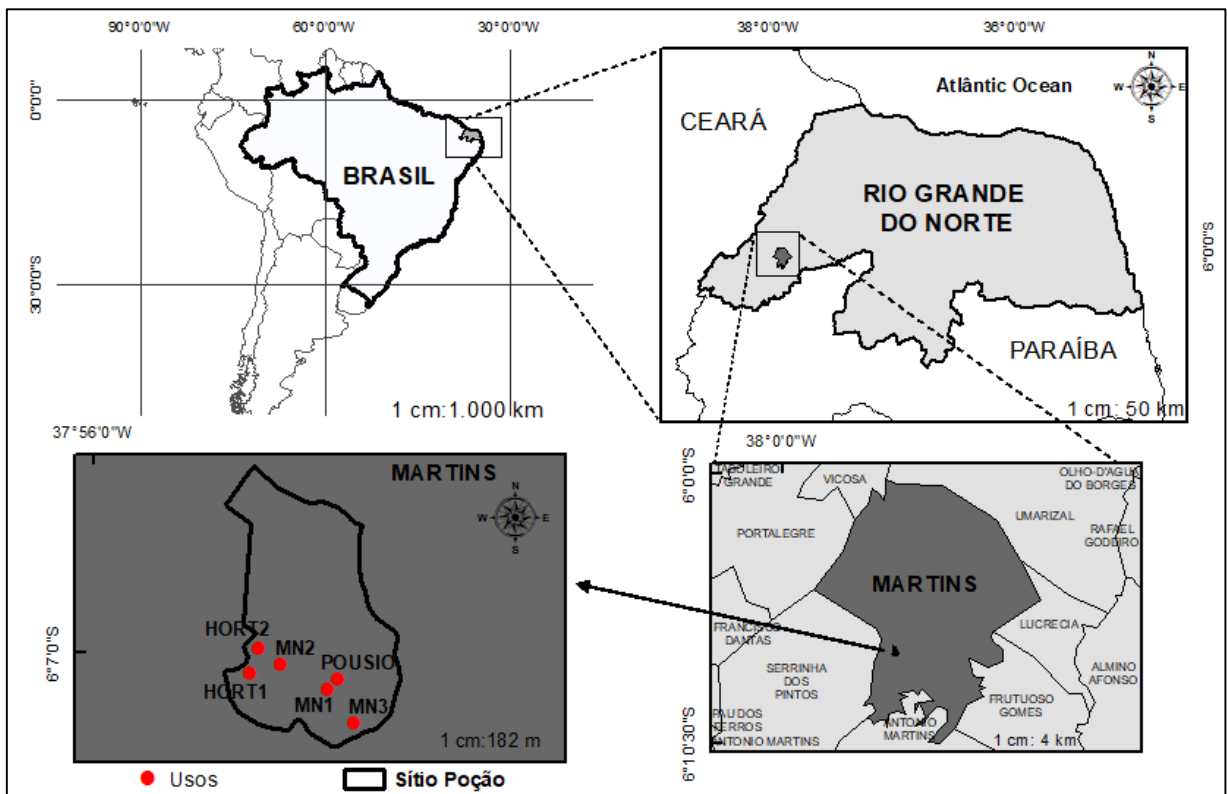 90°0'0"W
60°0'0"W
30°0'0"W
0°0'0"
30°0'0"S
BRASIL
1 cm:1.000 km
38°0'0"W
36°0'0"W
6°0'0"S
Atlântic Ocean
N
W E
S
CEARÁ
RIO GRANDE
DO NORTE
PARAÍBA
1 cm: 50 km
37°56'0"W
6°7'0"S
MARTINS
N
W E
S
HORT2
MN2
HORT1
POUSIO
MN1
MN3
1 cm:182 m
Usos
Sítio Poção
38°0'0"W
6°0'0"S
6°10'30"S
TABOLEIRO
GRANDE
VICOSA
OLHO-D'AGUA
DO BORGES
UMARIZAL
PORTALEGRE
RAFAEL
GODEIRO
MARTINS
LUCRECIA
FRANCISCO
DANTAS
SERRINHA
DOS
PINTOS
ALMINO
AFONSO
FRUTUOSO
GOMES
PAU DOS
FERROS
ANTONIO MARTINS
ANTONIO
MARTINS
1 cm: 4 km